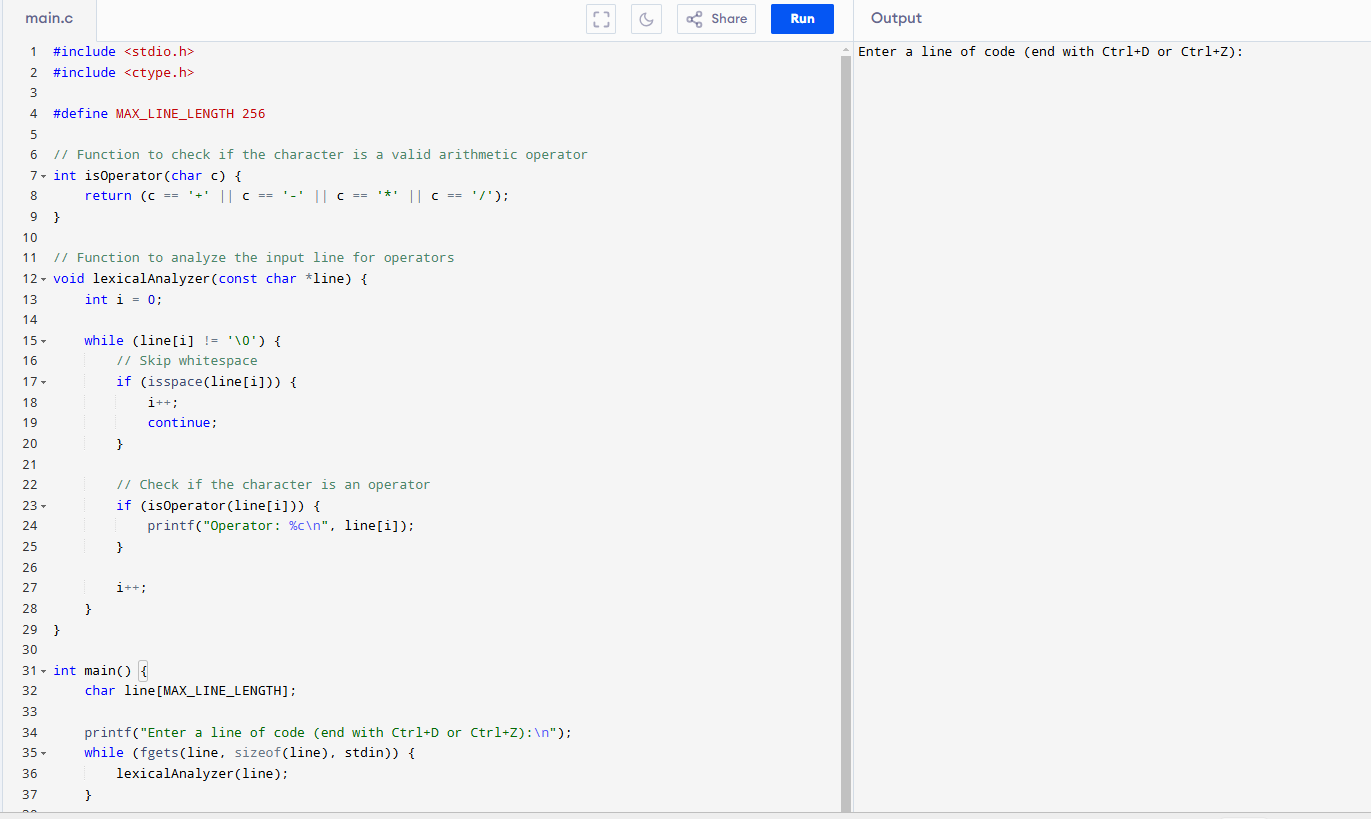 main.c
Share
Run
Output
1 #include <stdio.h>
2 #include <ctype.h>
3
4 #define MAX_LINE_LENGTH 256
5
6 // Function to check if the character is a valid arithmetic operator
7 int isOperator(char c) {
8     return (c == '+' || c == '-' || c == '*' || c == '/');
9 }
10
11 // Function to analyze the input line for operators
12 void lexicalAnalyzer(const char *line) {
13     int i = 0;
14
15     while (line[i] != '\0') {
16         // Skip whitespace
17         if (isspace(line[i])) {
18             i++;
19             continue;
20         }
21
22         // Check if the character is an operator
23         if (isOperator(line[i])) {
24             printf("Operator: %c\n", line[i]);
25         }
26
27         i++;
28     }
29 }
30
31 int main() {
32     char line[MAX_LINE_LENGTH];
33
34     printf("Enter a line of code (end with Ctrl+D or Ctrl+Z):\n");
35     while (fgets(line, sizeof(line), stdin)) {
36         lexicalAnalyzer(line);
37     }
Enter a line of code (end with Ctrl+D or Ctrl+Z):